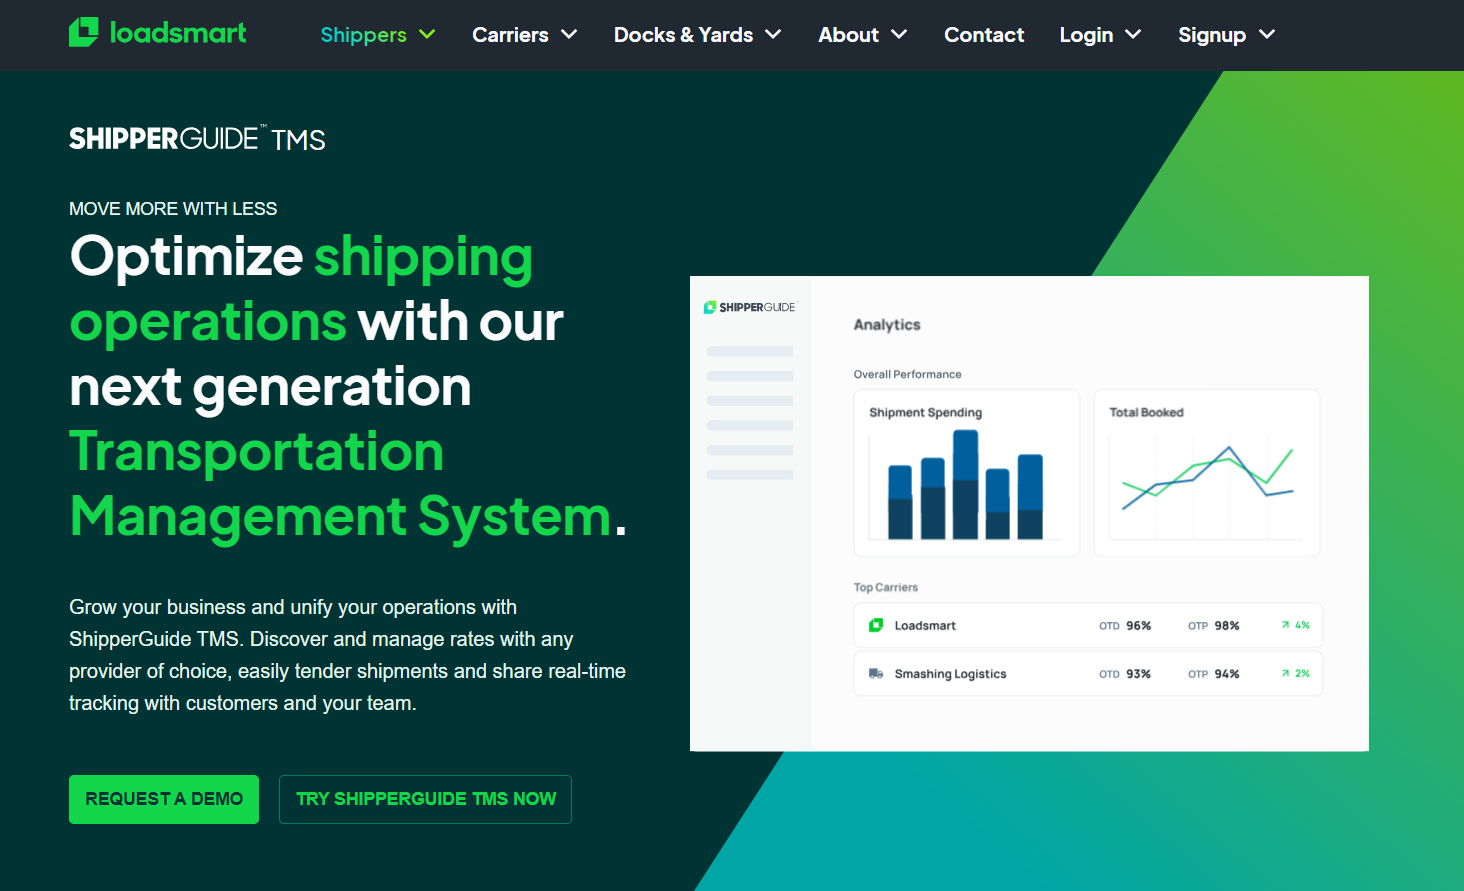 loadsmart
Shippers Carriers Docks & Yards About Contact Login Signup
SHIPPERGUIDE™ TMS
MOVE MORE WITH LESS
Optimize shipping
operations with our
next generation
Transportation
Management System.
Grow your business and unify your operations with
ShipperGuide TMS. Discover and manage rates with any
provider of choice, easily tender shipments and share real-time
tracking with customers and your team.
REQUEST A DEMO TRY SHIPPERGUIDE TMS NOW
SHIPPERGUIDE
Analytics
Overall Performance
Shipment Spending
Total Booked
Top Carriers
Loadsmart OTD 96% OTP 98% 4%
Smashing Logistics OTD 93% OTP 94% 2%